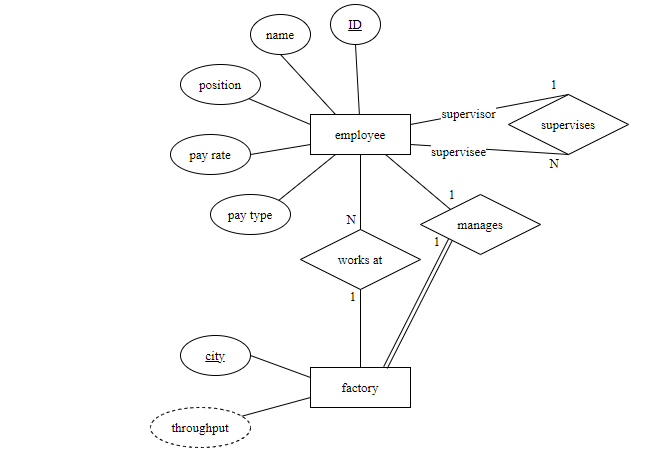 ID
name
1
position
supervisor
supervises
employee
supervisee
pay rate
N
1
pay type
N
manages
1
works at
1
city
factory
throughput